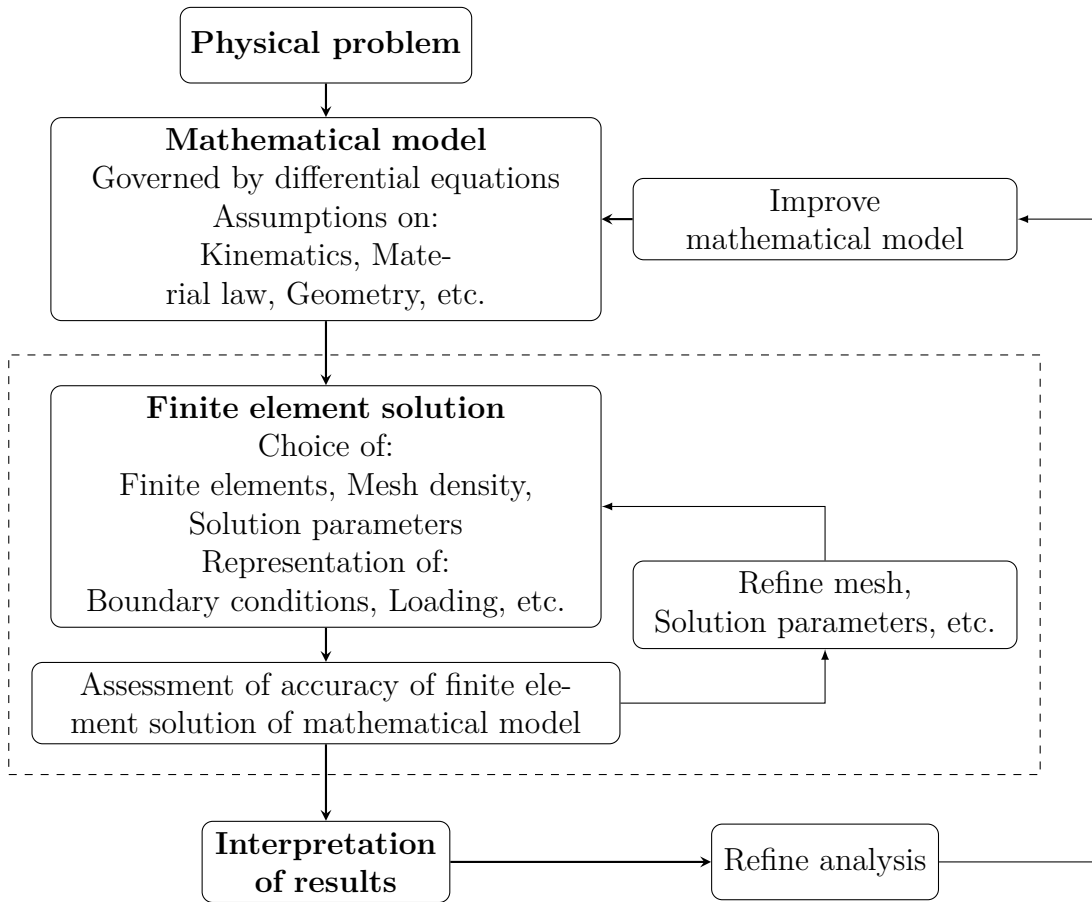 Physical problem
Mathematical model
Governed by differential equations
Assumptions on:
Kinematics, Mate-
rial law, Geometry, etc.
Improve
mathematical model
Finite element solution
Choice of:
Finite elements, Mesh density,
Solution parameters
Representation of:
Boundary conditions, Loading, etc.
Refine mesh,
Solution parameters, etc.
Assessment of accuracy of finite ele-
ment solution of mathematical model
Interpretation
of results
Refine analysis